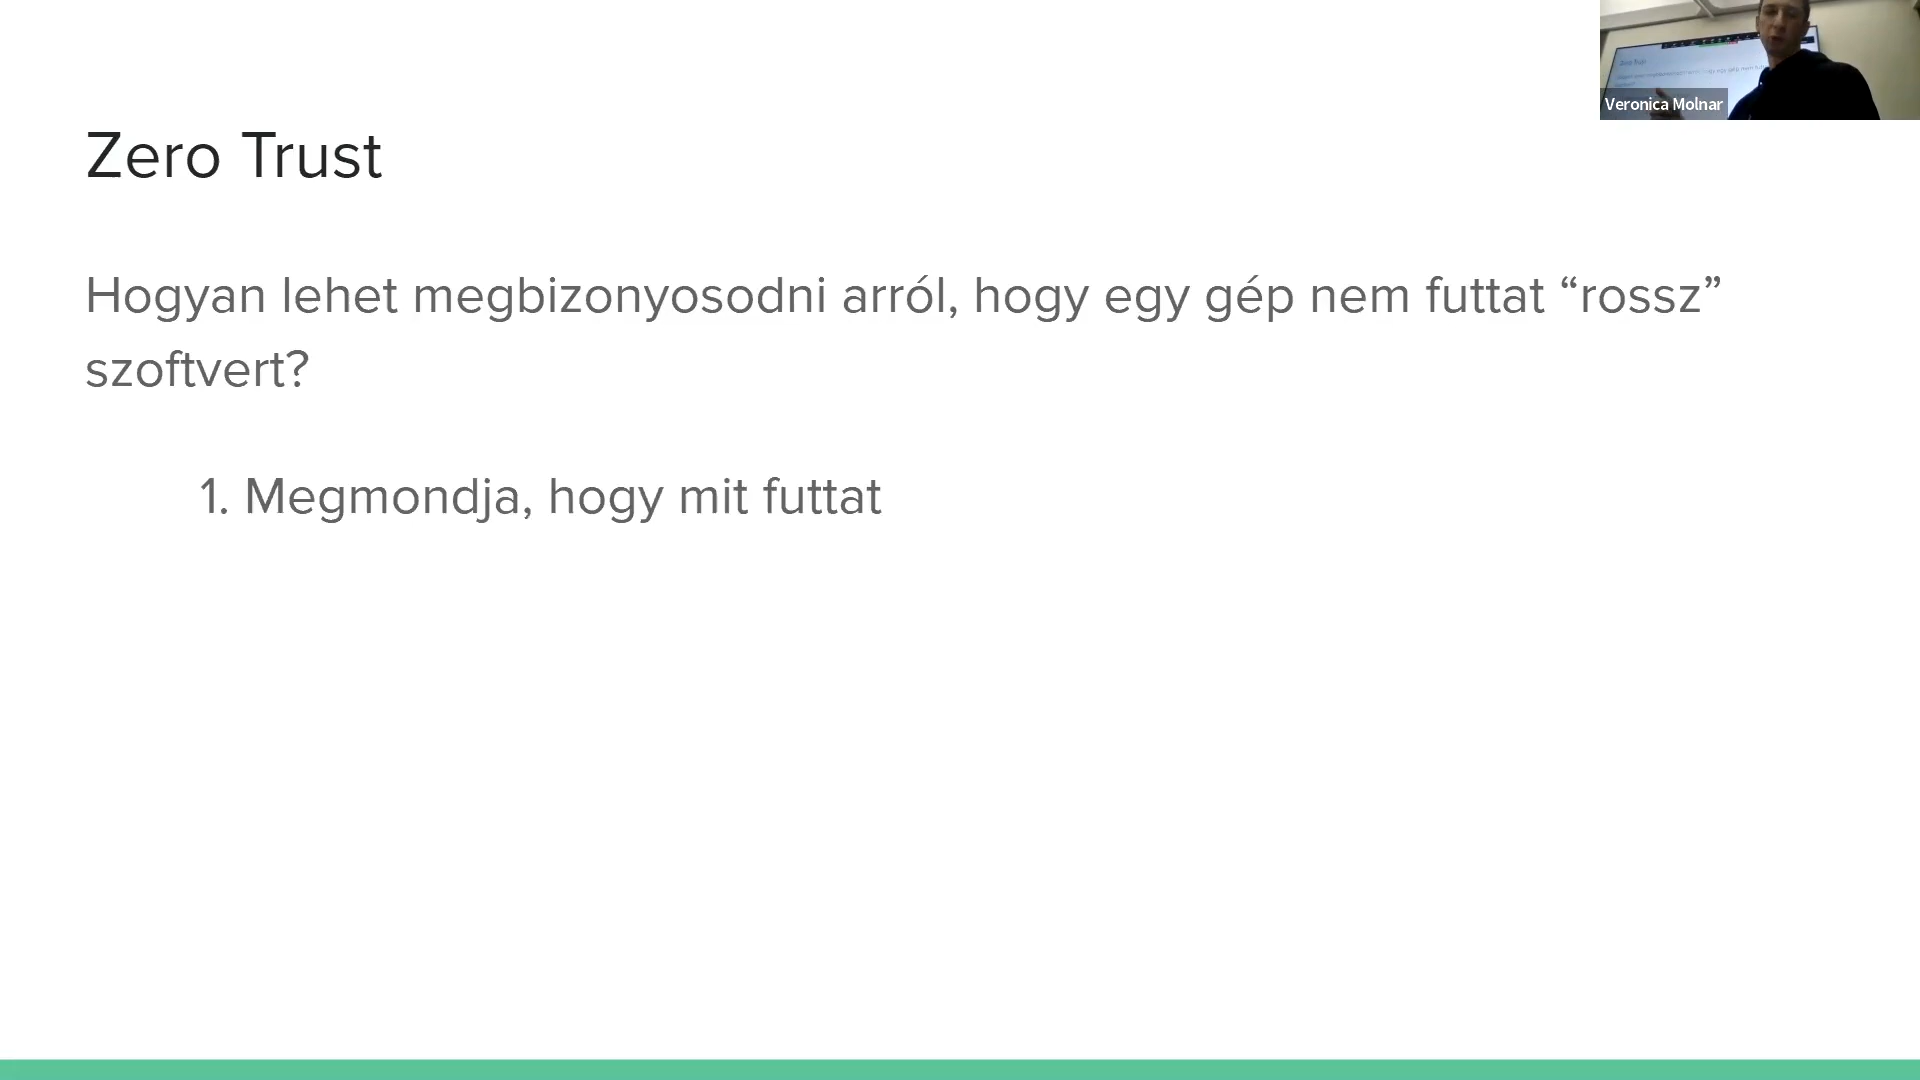 Veronica Molnar
Zero Trust
Hogyan lehet megbizonyosodni arról, hogy egy gép nem futtat “rossz”
szoftvert?
1. Megmondja, hogy mit futtat